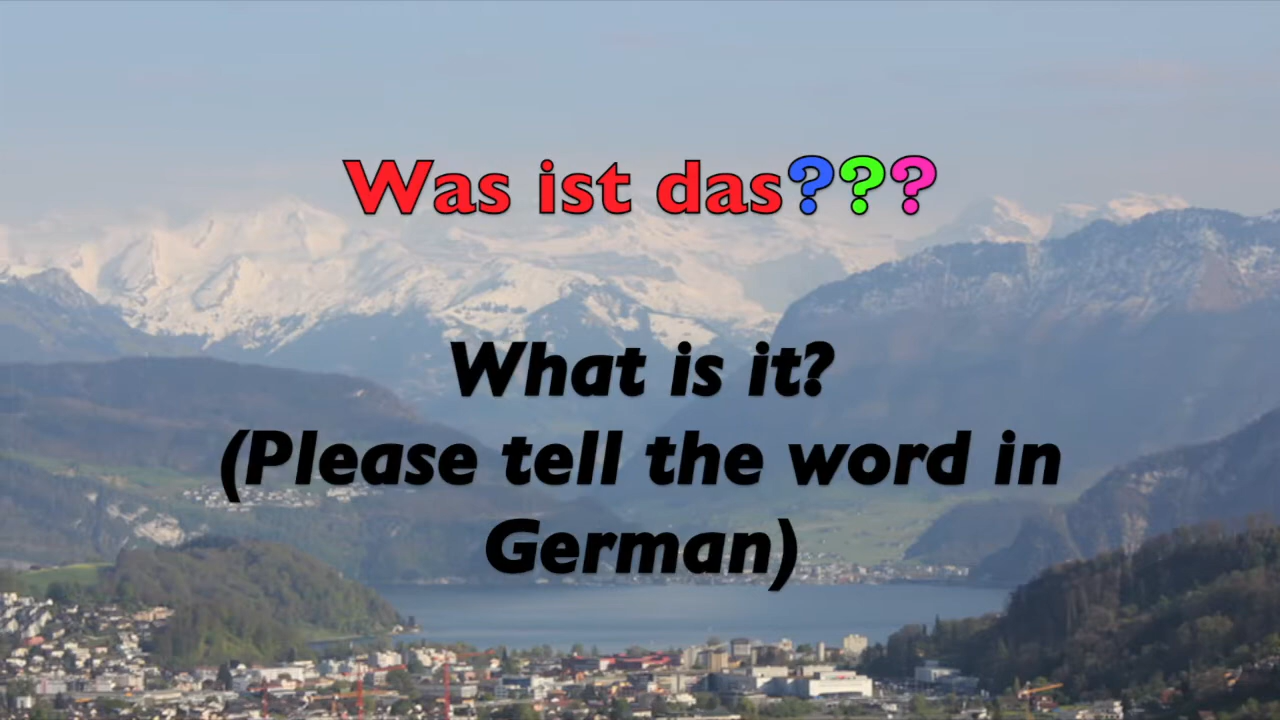 Was ist das???
What is it?
(Please tell the word in
German)